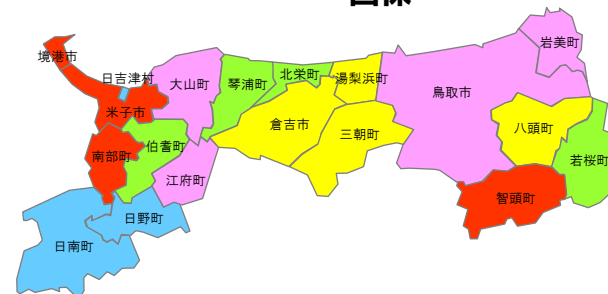 岩美町
境港市
日吉津村
大山町
琴浦町
北栄町
湯梨浜町
鳥取市
米子市
倉吉市
三朝町
八頭町
南部町
伯耆町
若桜町
江府町
智頭町
日野町
日南町